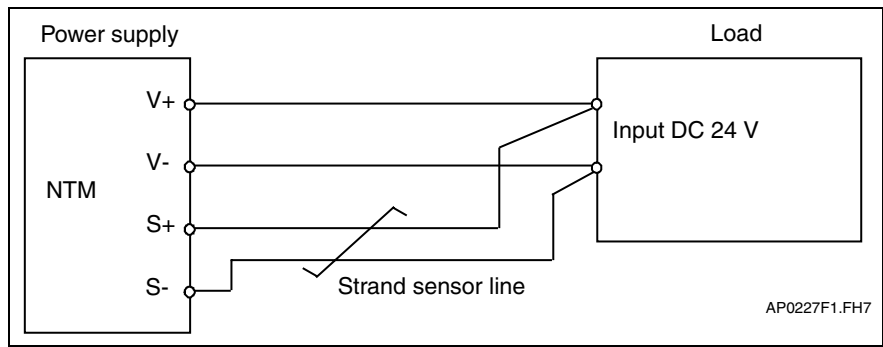 Power supply
Load
V+
Input DC 24 V
V-
NTM
S+
S-
Strand sensor line
AP0227F1.FH7